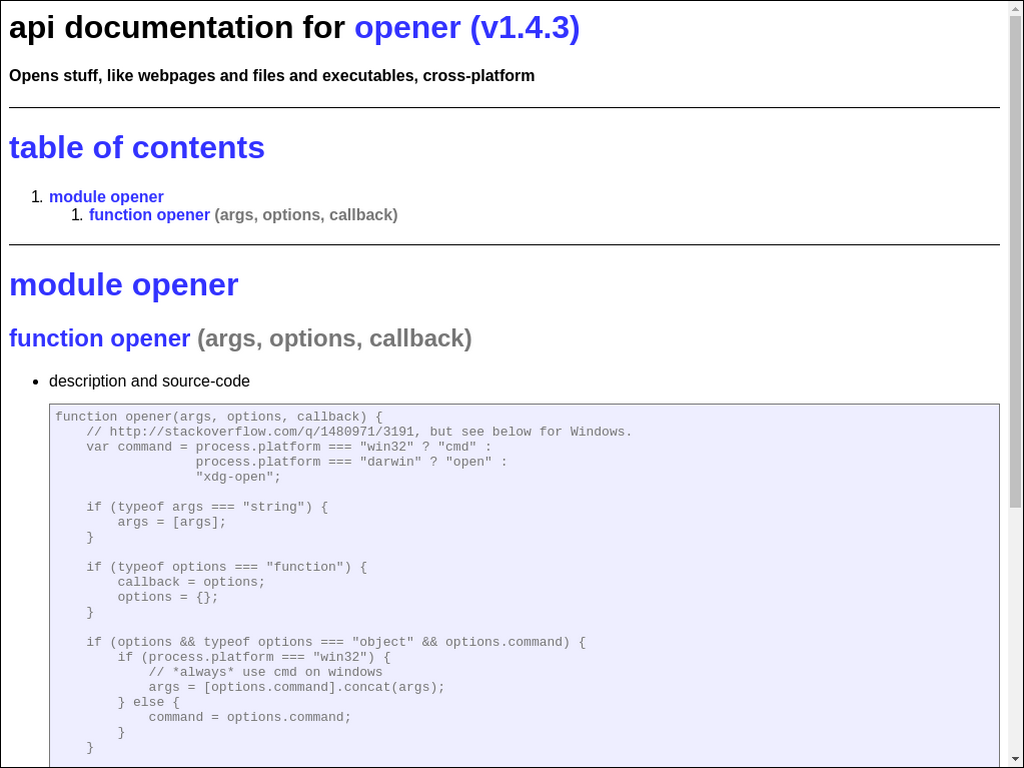 api documentation for opener (v1.4.3)
Opens stuff, like webpages and files and executables, cross-platform
table of contents
1. module opener
1. function opener (args, options, callback)
module opener
function opener (args, options, callback)
• description and source-code
function opener(args, options, callback) {
    // http://stackoverflow.com/q/1480971/3191, but see below for Windows.
    var command = process.platform === "win32" ? "cmd" :
                  process.platform === "darwin" ? "open" :
                  "xdg-open";

    if (typeof args === "string") {
        args = [args];
    }

    if (typeof options === "function") {
        callback = options;
        options = {};
    }

    if (options && typeof options === "object" && options.command) {
        if (process.platform === "win32") {
            // *always* use cmd on windows
            args = [options.command].concat(args);
        } else {
            command = options.command;
        }
    }